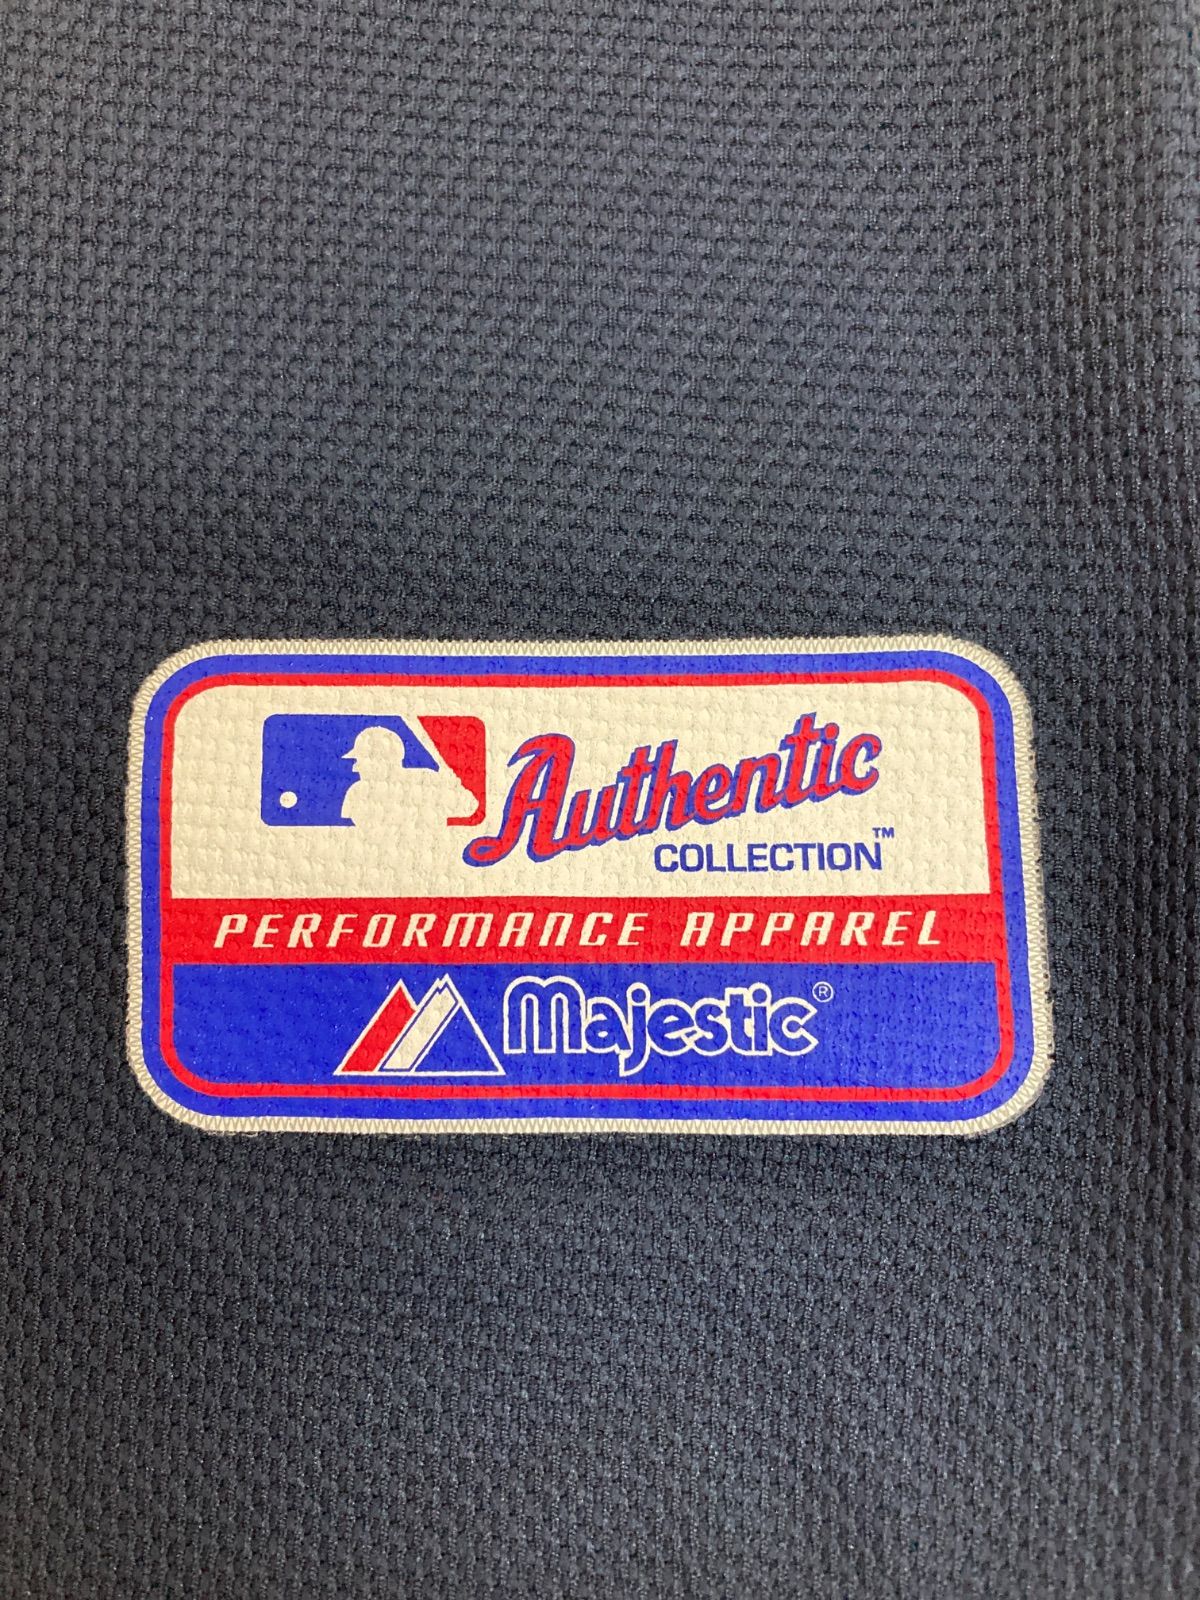 Authentic
COLLECTION™
PERFORMANCE APPAREL
Majestic®